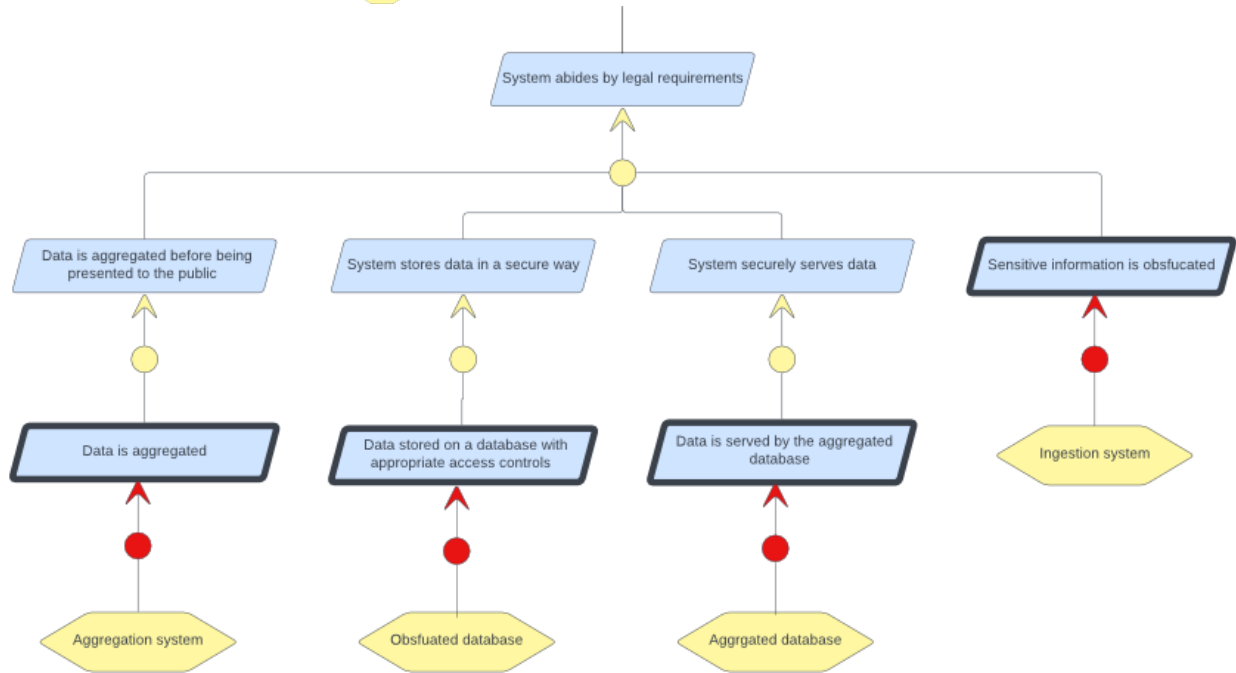 System abides by legal requirements
Data is aggregated before being
presented to the public
System stores data in a secure way
System securely serves data
Sensitive information is obsfucated
Data is aggregated
Data stored on a database with
appropriate access controls
Data is served by the aggregated
database
Ingestion system
Aggregation system
Obsfuated database
Aggrgated database